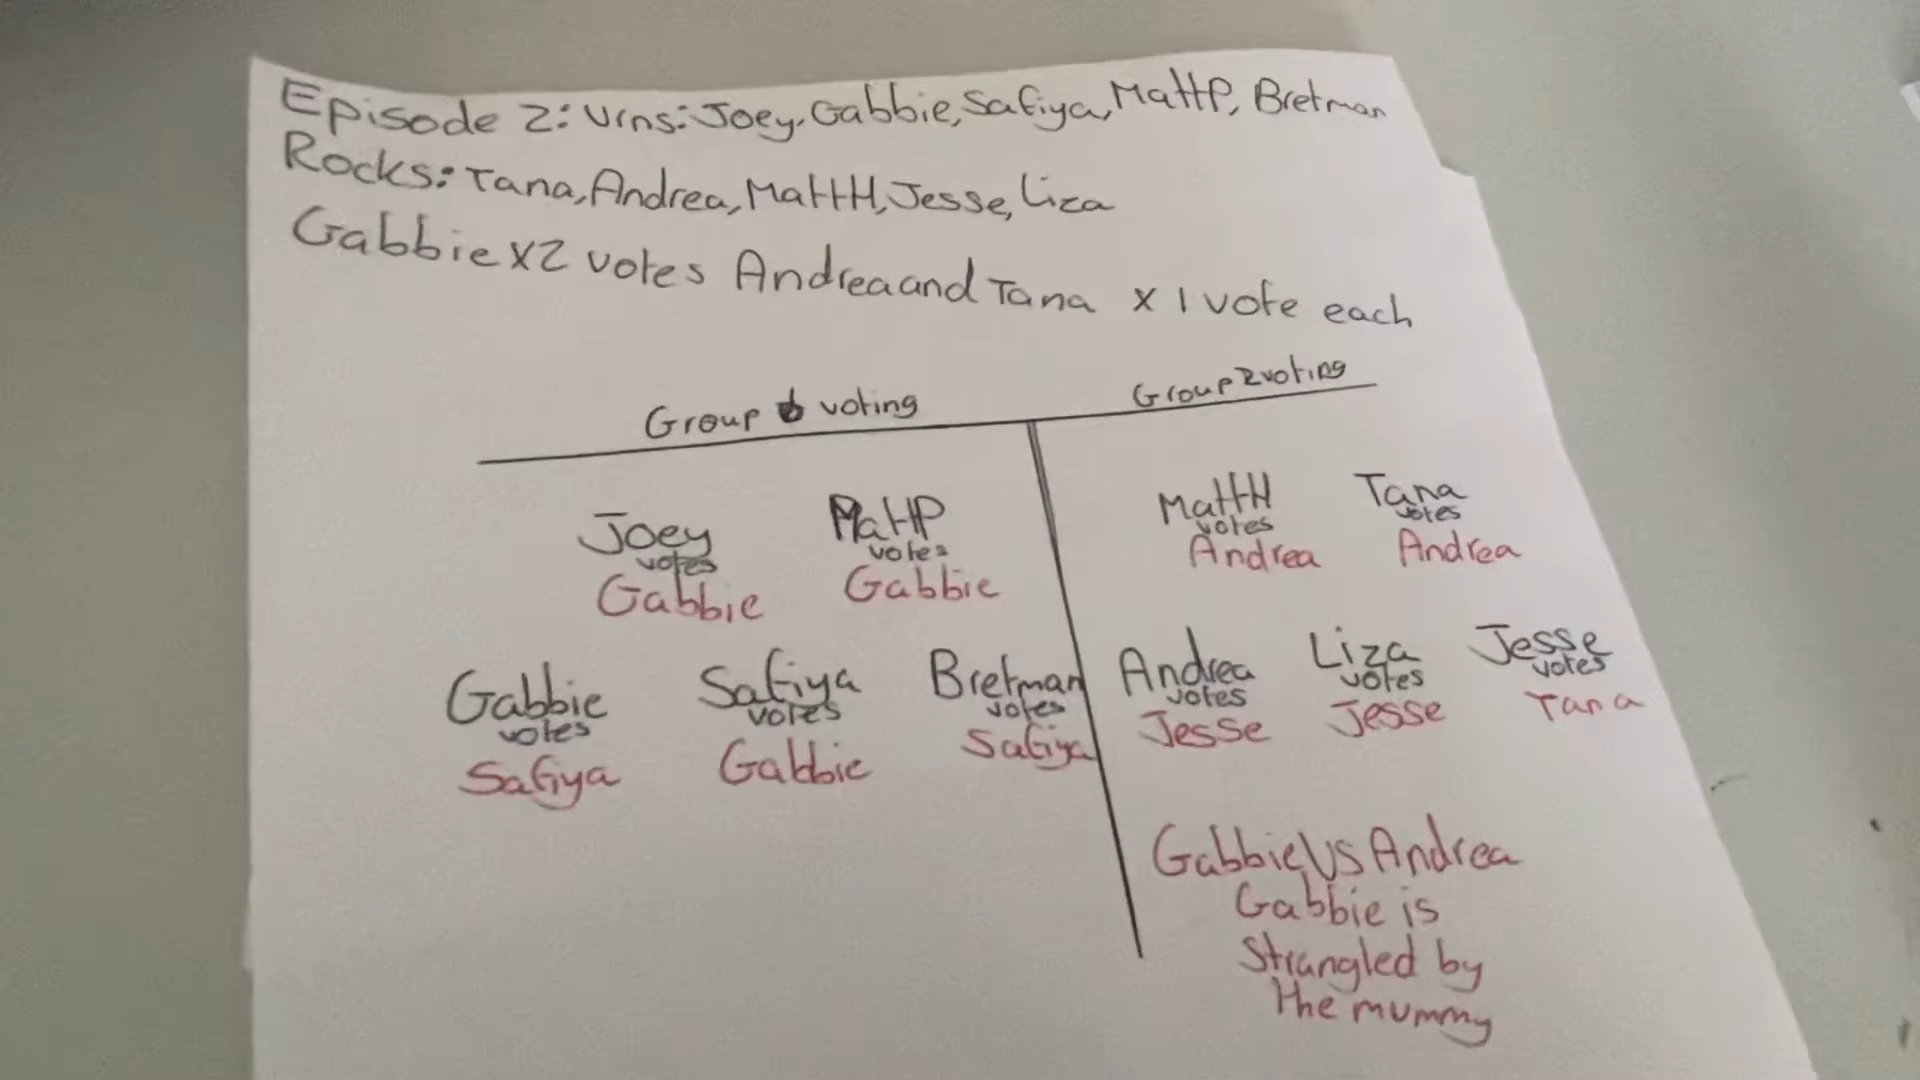 Episode 2: Urns: Joey, Gabbie, Safiya, MattP, Bretman
Rocks: Tana, Andrea, MattH, Jesse, Liza
Gabbie x2 votes Andrea and Tana x 1 vote each
Group voting
Group 2 voting
Joey
votes
Gabbie
MattP
votes
Gabbie
Gabbie
votes
Safiya
Safiya
votes
Gabbie
Bretman
votes
Safiya
MattH
votes
Andrea
Tana
votes
Andrea
Andrea
votes
Jesse
Liza
votes
Jesse
Jesse
votes
Tana
Gabbie VS Andrea
Gabbie is
Strangled by
the mummy